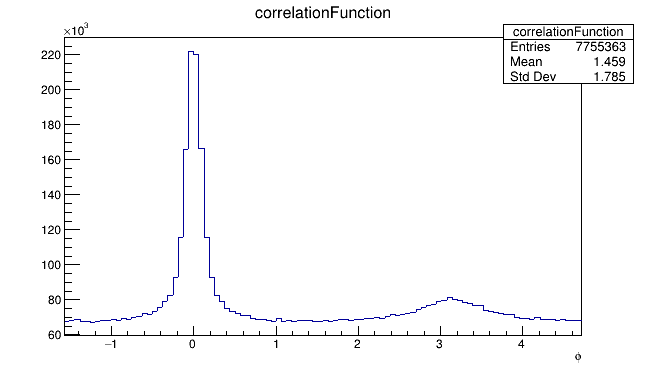 correlationFunction
×10³
correlationFunction
Entries 7755363
Mean 1.459
Std Dev 1.785
220
200
180
160
140
120
100
80
60
−1 0 1 2 3 4
ϕ